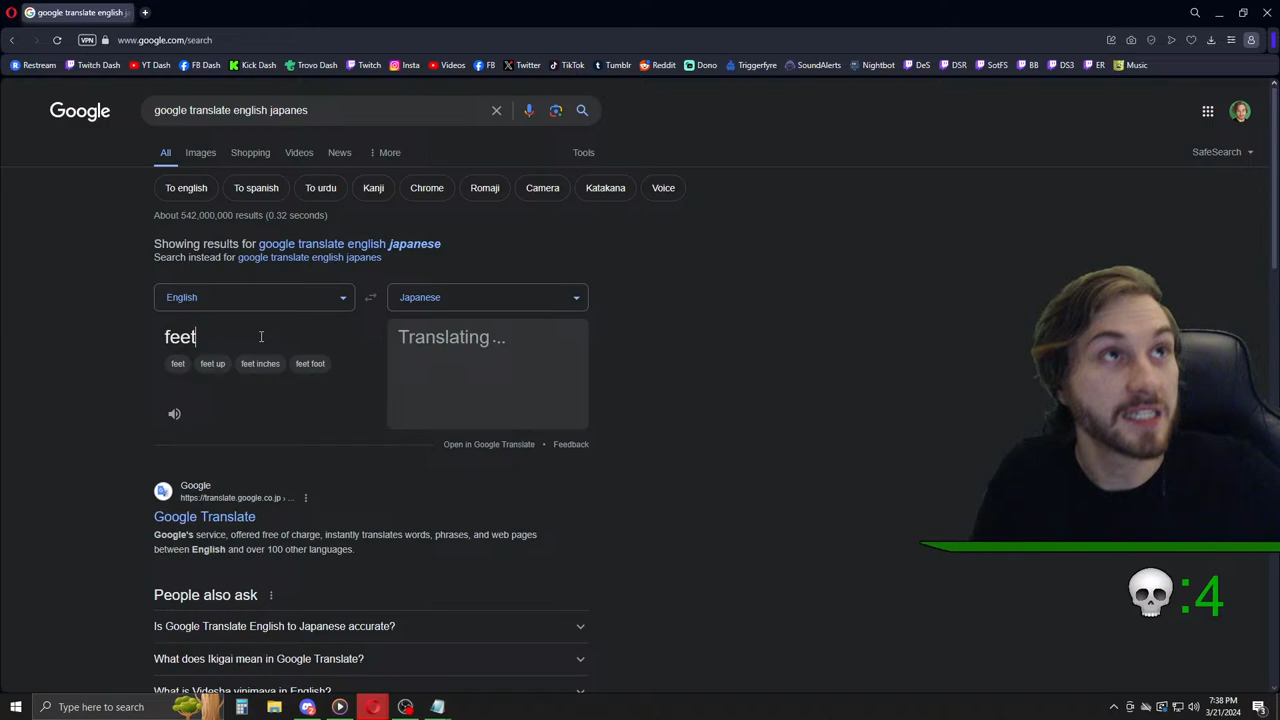 google translate english j
www.google.com/search
VPN
Restream Twitch Dash YT Dash FB Dash Kick Dash Trovo Dash Twitch Insta Videos FB Twitter TikTok Tumblr Reddit Dono Triggerfyre SoundAlerts Nightbot DeS DSR SotFS BB DS3 ER Music
Google
google translate english japanes
All Images Shopping Videos News More Tools
SafeSearch
To english To spanish To urdu Kanji Chrome Romaji Camera Katakana Voice
About 542,000,000 results (0.32 seconds)
Showing results for google translate english japanese
Search instead for google translate english japanes
English Japanese
feet Translating...
feet feet up feet inches feet foot
Open in Google Translate • Feedback
Google
https://translate.google.co.jp › ...
Google Translate
Google's service, offered free of charge, instantly translates words, phrases, and web pages
between English and over 100 other languages.
People also ask
Is Google Translate English to Japanese accurate?
What does Ikigai mean in Google Translate?
What is Videsha vinimaya in English?
:4
Type here to search
7:38 PM
3/21/2024
3